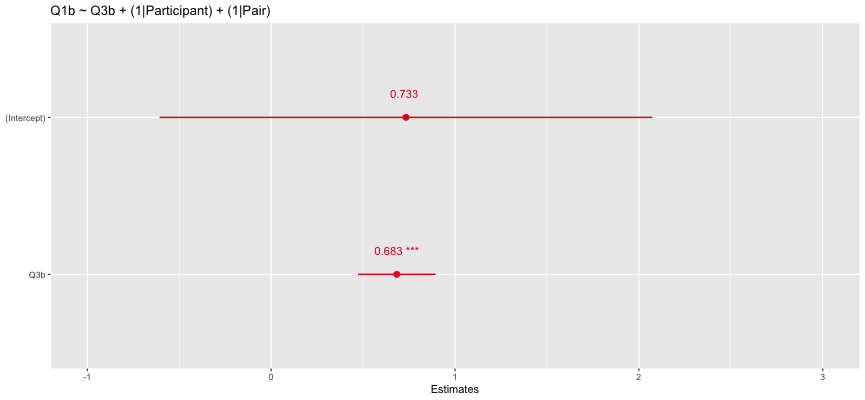 Q1b ~ Q3b + (1|Participant) + (1|Pair)
0.733
(Intercept)
0.683 ***
Q3b
-1 0 1 2 3
Estimates